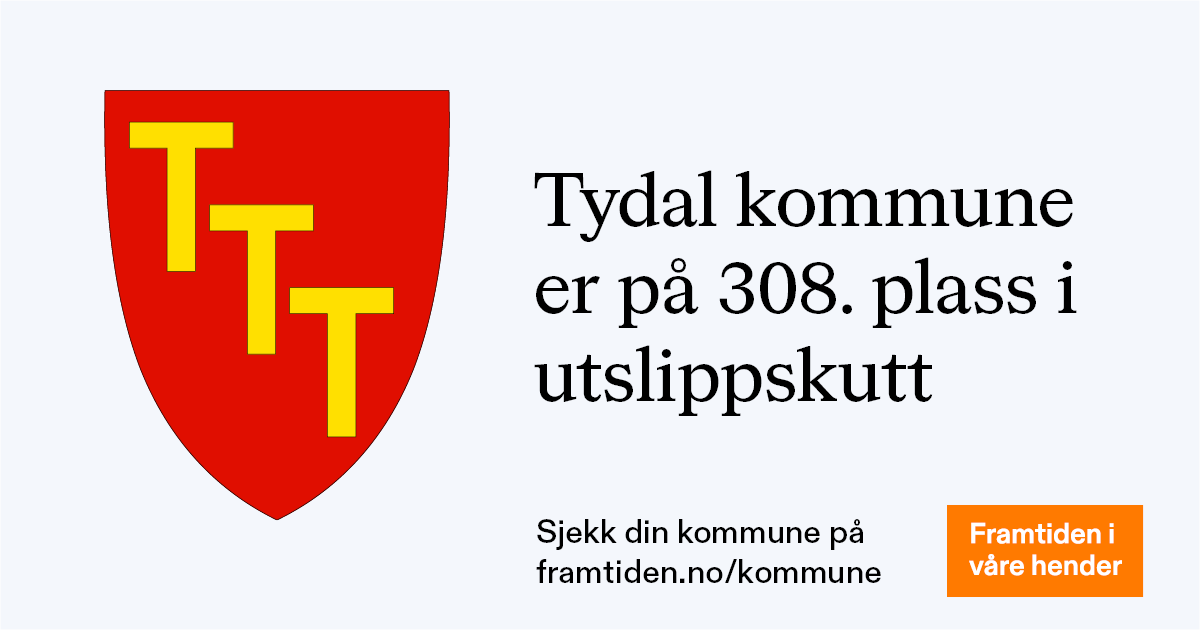 T
T
T
Tydal kommune
er på 308. plass i
utslippskutt
Sjekk din kommune på
framtiden.no/kommune
Framtiden i
våre hender